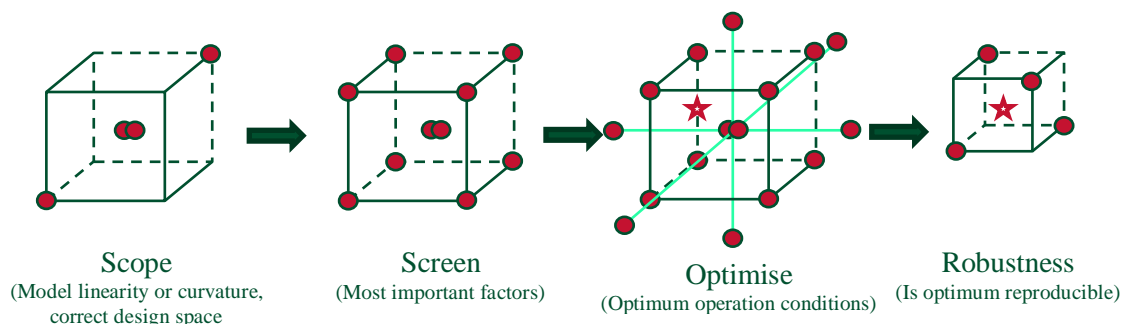 Scope
(Model linearity or curvature,
correct design space
Screen
(Most important factors)
Optimise
(Optimum operation conditions)
Robustness
(Is optimum reproducible)